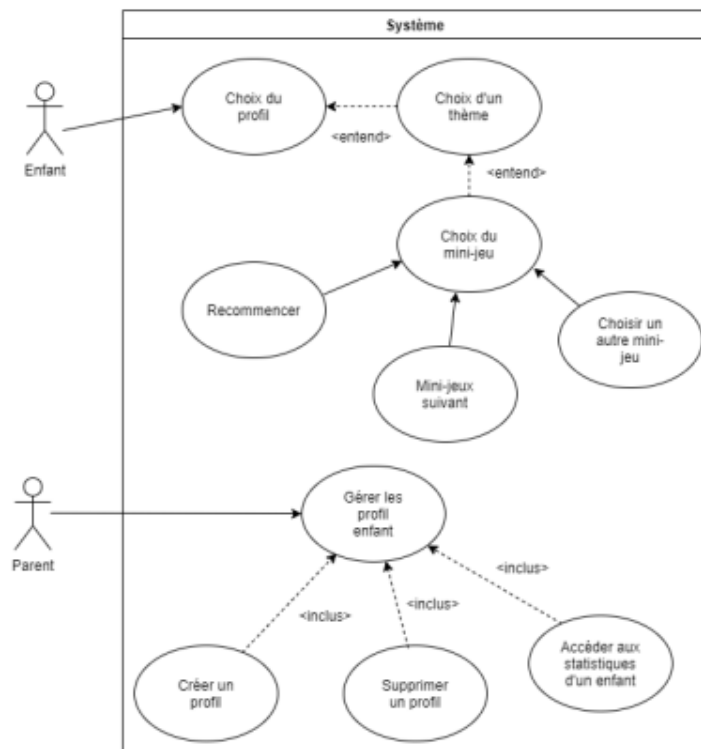 Système
Choix du
profil
Choix d'un
thème
<entend>
Enfant
<entend>
Choix du
mini-jeu
Recommencer
Choisir un
autre mini-
jeu
Mini-jeux
suivant
Gérer les
profil
enfant
Parent
<inclus>
<inclus>
<inclus>
Créer un
profil
Supprimer
un profil
Accéder aux
statistiques
d'un enfant